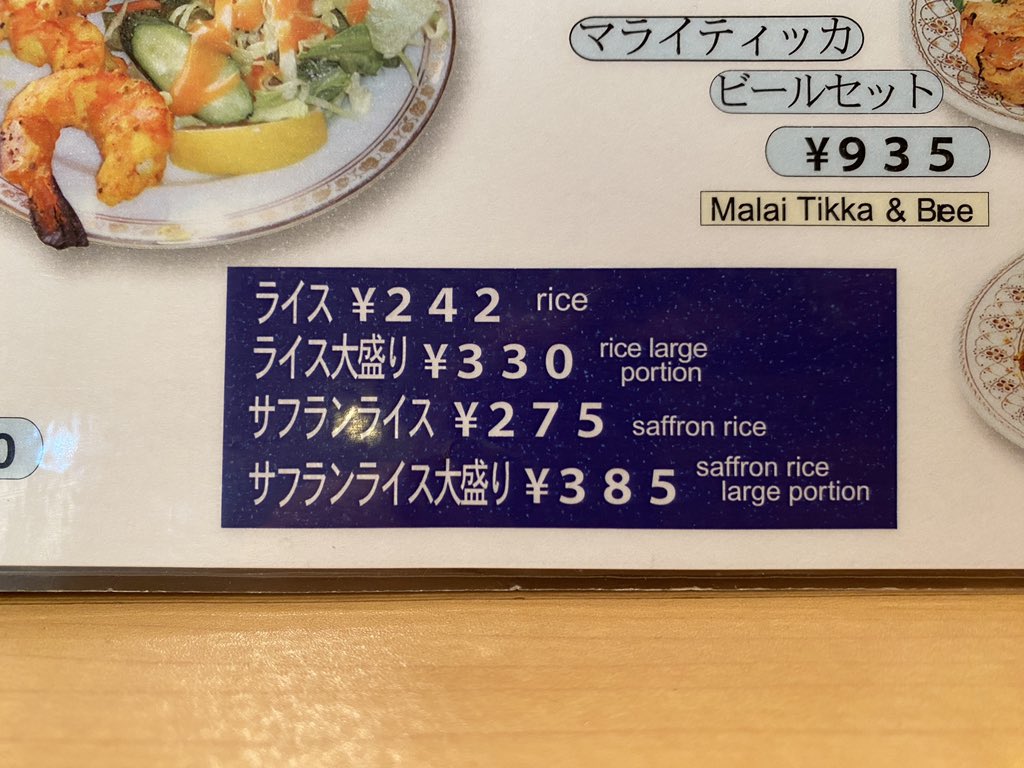 マライティッカ
ビールセット
¥935
Malai Tikka & Bree
ライス ¥242 rice
ライス大盛り ¥330 rice large portion
サフランライス ¥275 saffron rice
サフランライス大盛り ¥385 saffron rice large portion
0